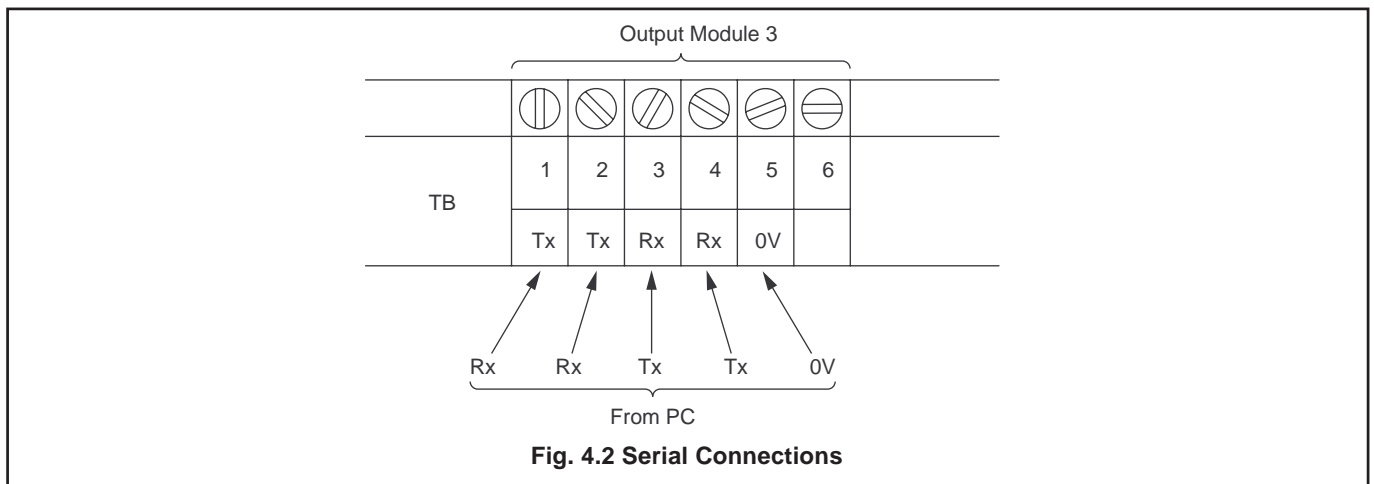 Output Module 3
1 2 3 4 5 6
TB
Tx Tx Rx Rx 0V
Rx Rx Tx Tx 0V
From PC
Fig. 4.2 Serial Connections